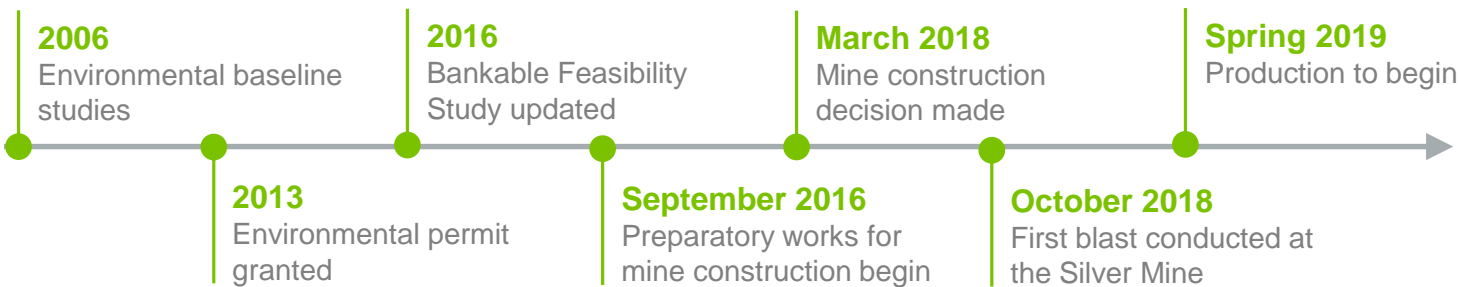 2006
Environmental baseline
studies
2013
Environmental permit
granted
2016
Bankable Feasibility
Study updated
September 2016
Preparatory works for
mine construction begin
March 2018
Mine construction
decision made
October 2018
First blast conducted at
the Silver Mine
Spring 2019
Production to begin